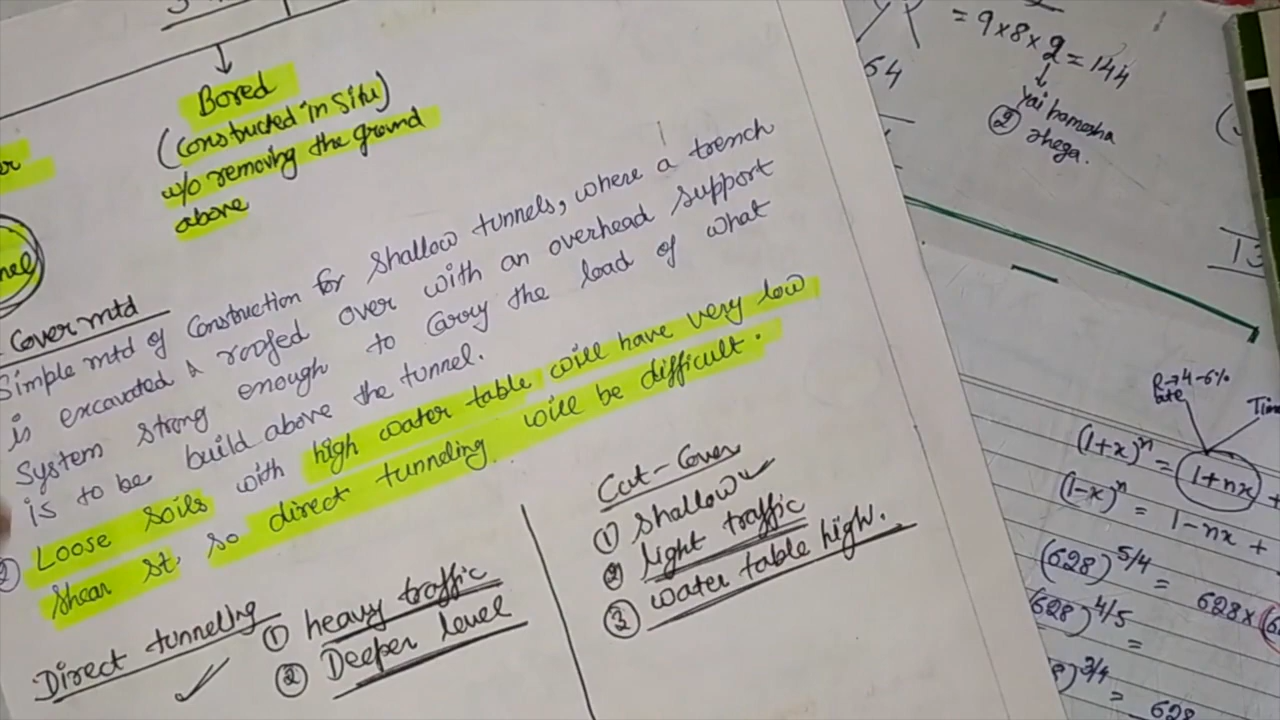 Bored
(constructed in situ)
w/o removing the ground
above
Cover mtd
Simple mtd of Construction for shallow tunnels, where a trench
is excavated & roofed over with an overhead support
System strong enough to carry the load of what
is to be build above the tunnel.
Loose soils with high water table will have very low
Shear st, so direct tunneling will be difficult.
Direct tunneling
① heavy traffic
② Deeper level
Cut-Cover
① Shallow
② light traffic
③ water table high.
= 9x8x2=144
64
yai hamesha
② rhega.
13
R→4-6%
(1+x)ⁿ = 1+nx +
(1-x)ⁿ = 1-nx +
(628)^5/4 = 628x
(628)^4/5 =
8)^3/4 = 628